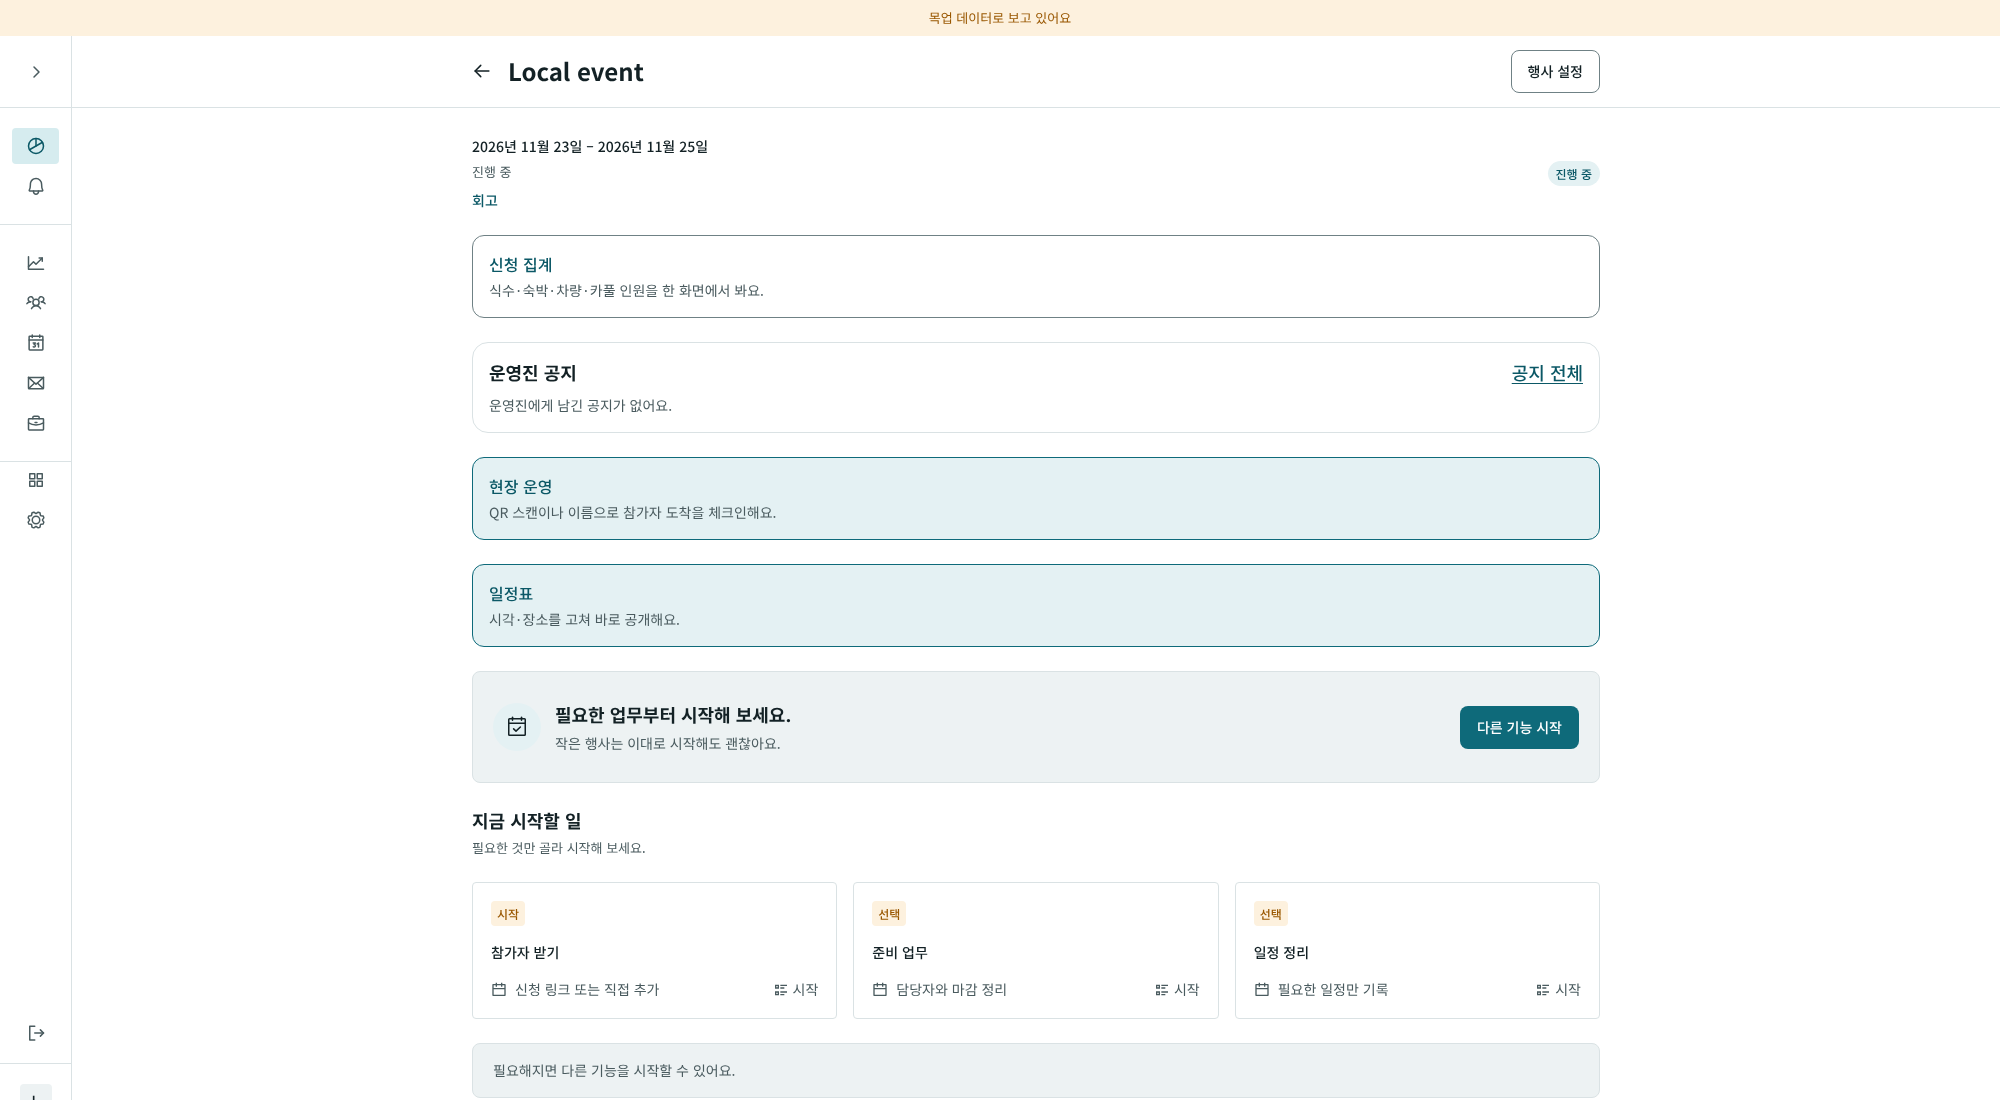 목업 데이터로 보고 있어요
Local event
행사 설정
2026년 11월 23일 – 2026년 11월 25일
진행 중
진행 중
회고
신청 집계
식수·숙박·차량·카풀 인원을 한 화면에서 봐요.
운영진 공지
공지 전체
운영진에게 남긴 공지가 없어요.
현장 운영
QR 스캔이나 이름으로 참가자 도착을 체크인해요.
일정표
시각·장소를 고쳐 바로 공개해요.
필요한 업무부터 시작해 보세요.
작은 행사는 이대로 시작해도 괜찮아요.
다른 기능 시작
지금 시작할 일
필요한 것만 골라 시작해 보세요.
시작
참가자 받기
신청 링크 또는 직접 추가
시작
선택
준비 업무
담당자와 마감 정리
시작
선택
일정 정리
필요한 일정만 기록
시작
필요해지면 다른 기능을 시작할 수 있어요.
31